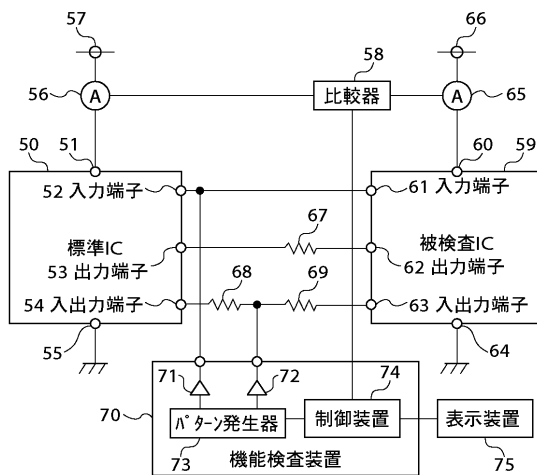 57
66
58
56
A
比較器
A
65
50
51
60
59
52 入力端子
61 入力端子
67
標準IC
被検査IC
53 出力端子
62 出力端子
68
69
54 入出力端子
63 入出力端子
55
64
71
72
74
70
ﾊﾟﾀｰﾝ発生器
制御装置
表示装置
73
機能検査装置
75